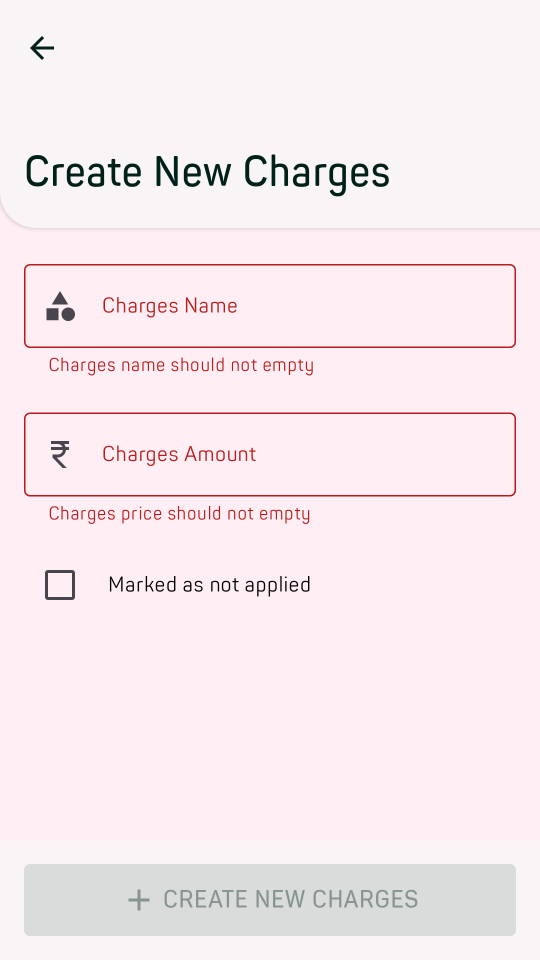 Create New Charges
Charges Name
Charges name should not empty
₹
Charges Amount
Charges price should not empty
Marked as not applied
+ CREATE NEW CHARGES